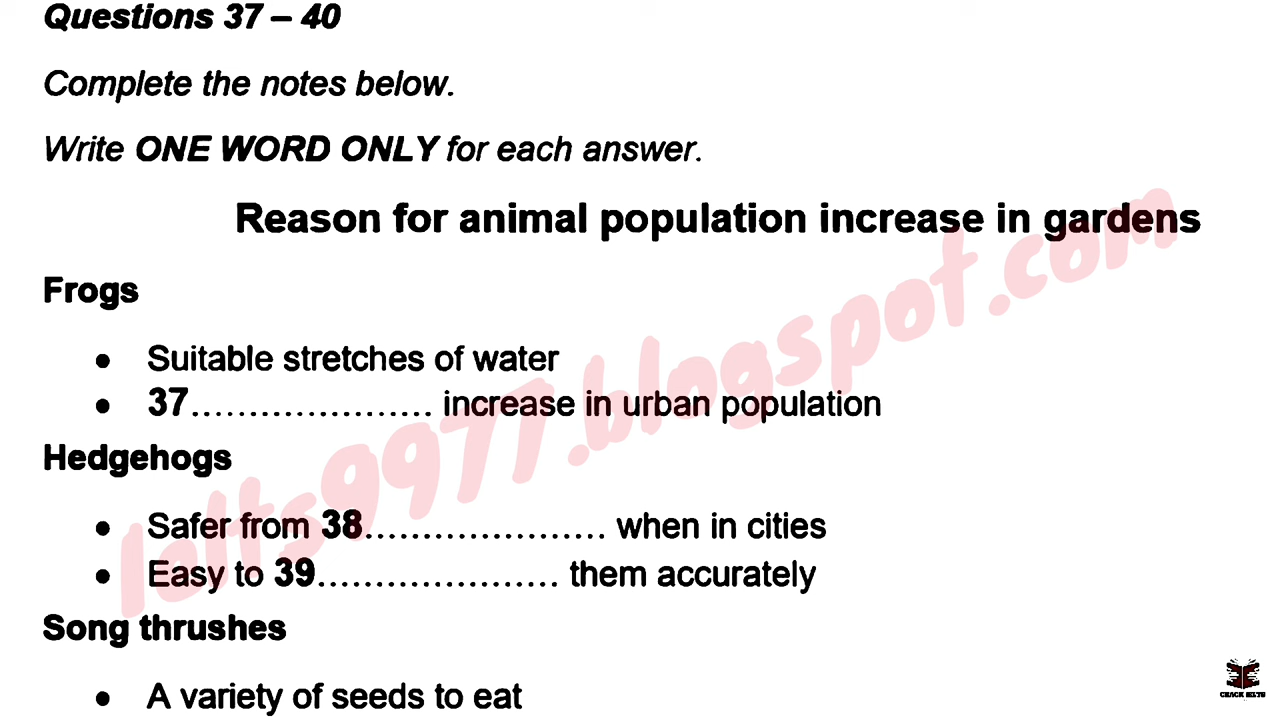 Questions 37 – 40
Complete the notes below.
Write ONE WORD ONLY for each answer.
Reason for animal population increase in gardens
Frogs
• Suitable stretches of water
• 37..................... increase in urban population
Hedgehogs
• Safer from 38..................... when in cities
• Easy to 39..................... them accurately
Song thrushes
• A variety of seeds to eat
Ielts9977.blogspot.com
CRACK IELTS